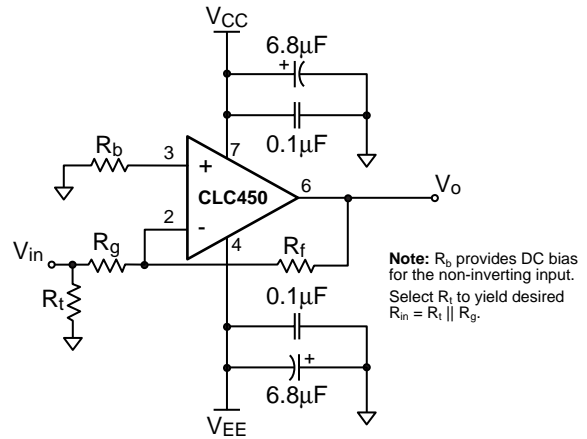 VCC
6.8μF
+
0.1μF
Rb
3
7
+
CLC450
6
Vo
2
-
4
Vin
Rg
Rf
Rt
0.1μF
+
6.8μF
VEE
Note: Rb provides DC bias
for the non-inverting input.
Select Rt to yield desired
Rin = Rt || Rg.